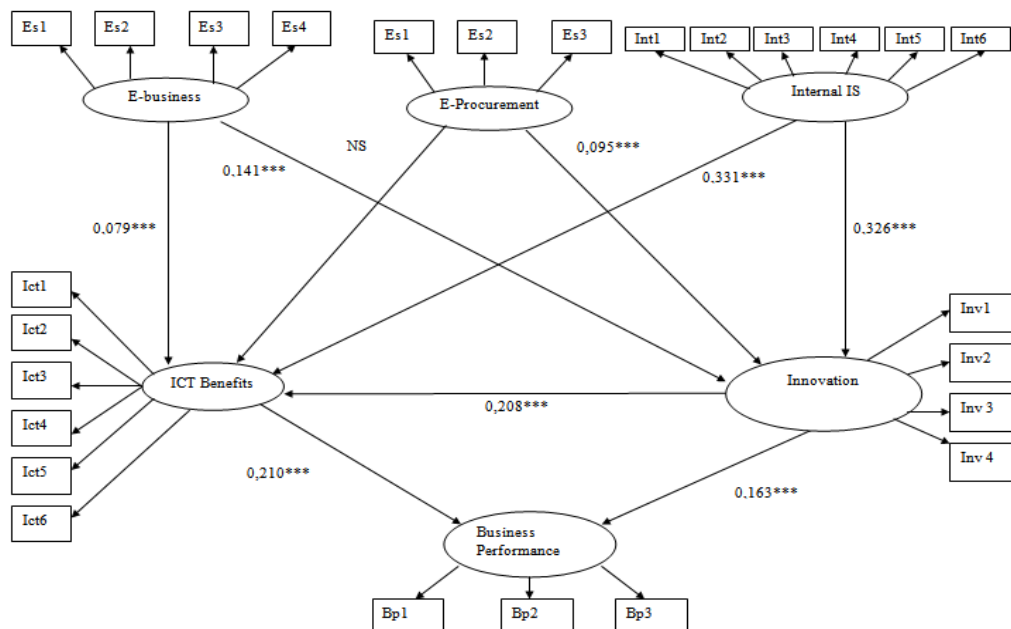 Es1
Es2
Es3
Es4
Es1
Es2
Es3
Int1
Int2
Int3
Int4
Int5
Int6
E-business
E-Procurement
Internal IS
NS
0,141***
0,095***
0,331***
0,079***
0,326***
Ict1
Ict2
Ict3
Ict4
Ict5
Ict6
ICT Benefits
Innovation
Inv1
Inv2
Inv 3
Inv 4
0,208***
0,210***
0,163***
Business
Performance
Bp1
Bp2
Bp3